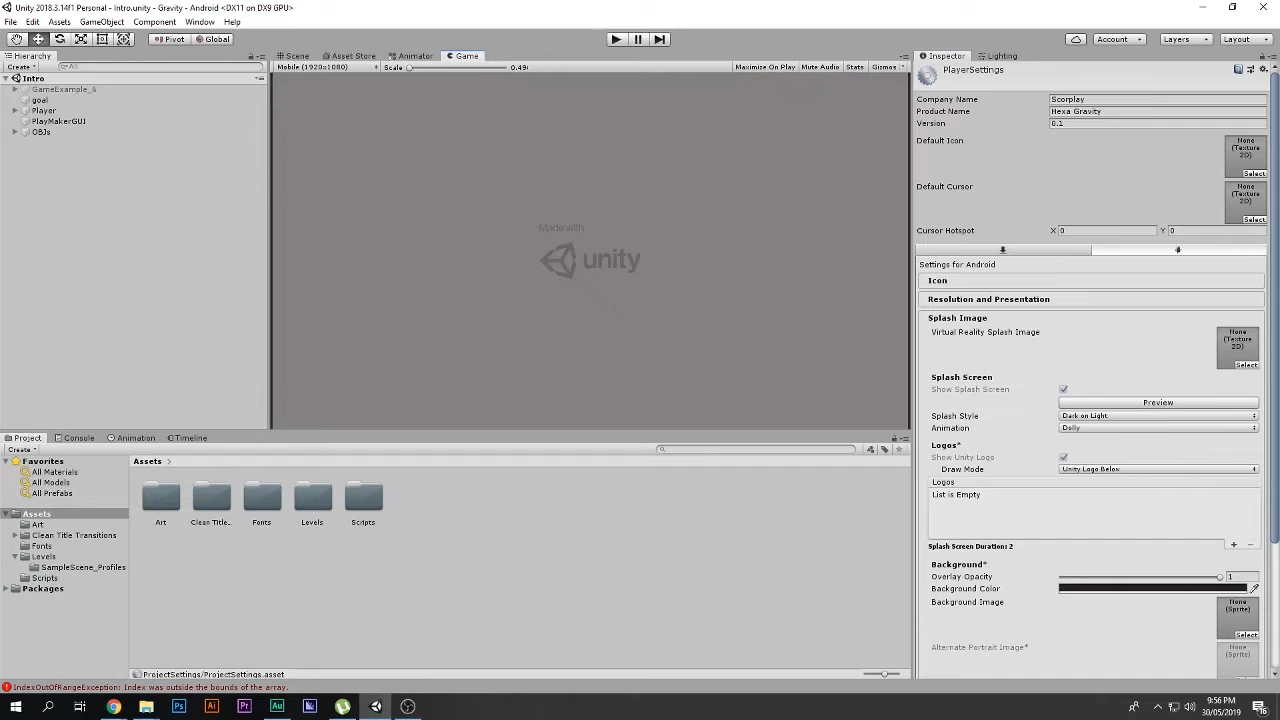 Unity 2018.3.14f1 Personal - Intro.unity - Gravity - Android <DX11 on DX9 GPU>
File Edit Assets GameObject Component Window Help
Pivot Global Account Layers Layout
Hierarchy Scene Asset Store Animator Game Inspector Lighting
Create All Mobile (1920x1080) Scale 0.49x Maximize On Play Mute Audio Stats Gizmos
Intro
GameExample_6
goal
Player
PlayMakerGUI
OBJs
Made with
unity
PlayerSettings
Company Name Scorplay
Product Name Hexa Gravity
Version 0.1
Default Icon None (Texture 2D) Select
Default Cursor None (Texture 2D) Select
Cursor Hotspot X 0 Y 0
Settings for Android
Icon
Resolution and Presentation
Splash Image
Virtual Reality Splash Image None (Texture 2D) Select
Splash Screen
Show Splash Screen
Preview
Splash Style Dark on Light
Animation Dolly
Logos*
Show Unity Logo
Draw Mode Unity Logo Below
Logos
List is Empty
Splash Screen Duration: 2
Background*
Overlay Opacity 1
Background Color
Background Image None (Sprite) Select
Alternate Portrait Image* None (Sprite)
Project Console Animation Timeline
Create
Favorites
All Materials
All Models
All Prefabs
Assets
Art
Clean Title Transitions
Fonts
Levels
SampleScene_Profiles
Scripts
Packages
Assets
Art Clean Title... Fonts Levels Scripts
ProjectSettings/ProjectSettings.asset
IndexOutOfRangeException: Index was outside the bounds of the array.
Ps Ai Pr Au
9:56 PM
30/05/2019